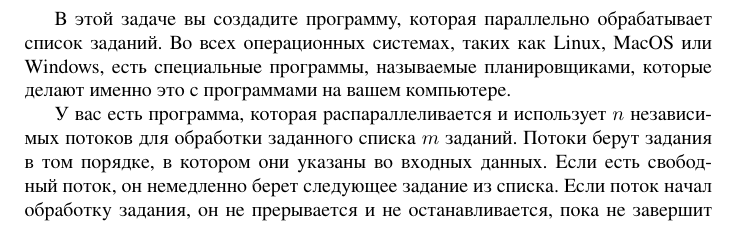 В этой задаче вы создадите программу, которая параллельно обрабатывает
список заданий. Во всех операционных системах, таких как Linux, MacOS или
Windows, есть специальные программы, называемые планировщиками, которые
делают именно это с программами на вашем компьютере.
У вас есть программа, которая распараллеливается и использует n независи-
мых потоков для обработки заданного списка m заданий. Потоки берут задания
в том порядке, в котором они указаны во входных данных. Если есть свобод-
ный поток, он немедленно берет следующее задание из списка. Если поток начал
обработку задания, он не прерывается и не останавливается, пока не завершит